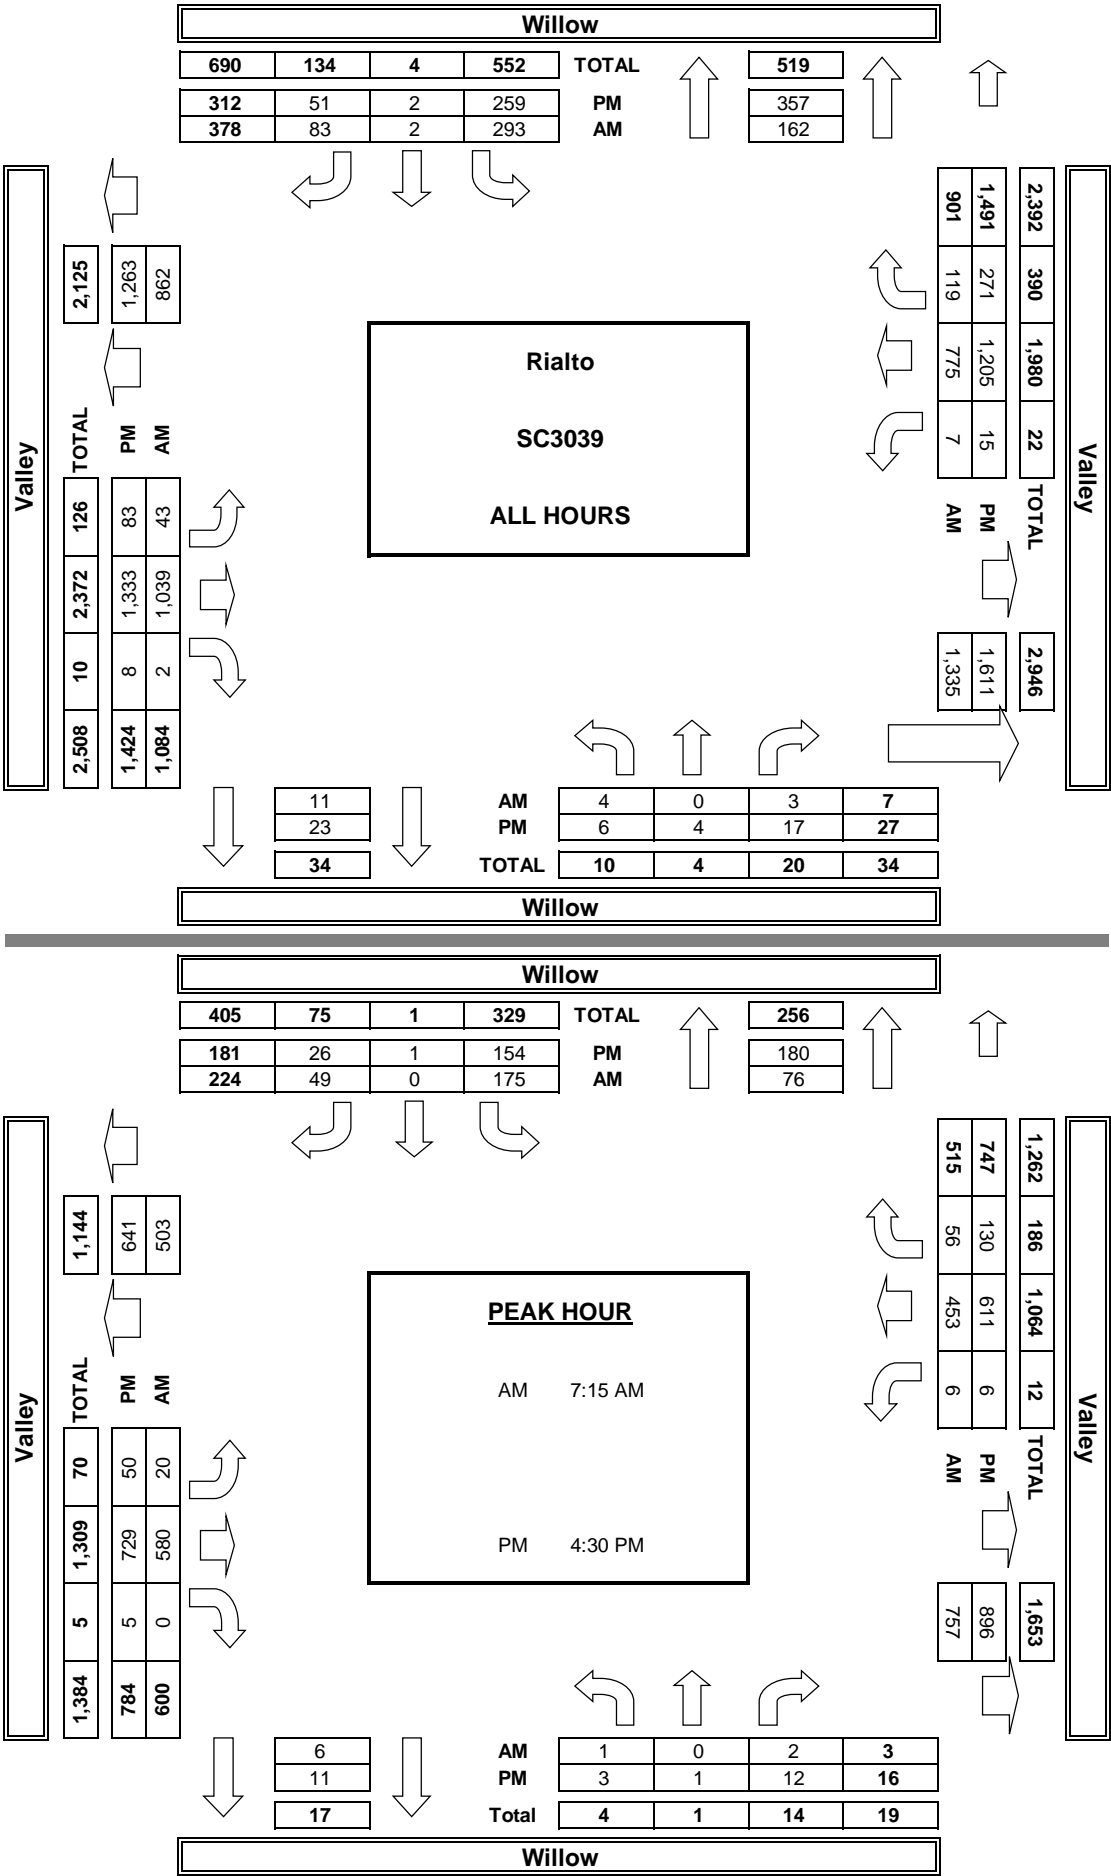 Willow
690 134 4 552 TOTAL 519
312 51 2 259 PM 357
378 83 2 293 AM 162
Valley
2,125
1,263
862
TOTAL 126 2,372 10 2,508
PM 83 1,333 8 1,424
AM 43 1,039 2 1,084
Rialto
SC3039
ALL HOURS
2,392 390 1,980 22 TOTAL 2,946
1,491 271 1,205 15 PM 1,611
901 119 775 7 AM 1,335
Valley
11 AM 4 0 3 7
23 PM 6 4 17 27
34 TOTAL 10 4 20 34
Willow
Willow
405 75 1 329 TOTAL 256
181 26 1 154 PM 180
224 49 0 175 AM 76
Valley
1,144
641
503
TOTAL 70 1,309 5 1,384
PM 50 729 5 784
AM 20 580 0 600
PEAK HOUR
AM 7:15 AM
PM 4:30 PM
1,262 186 1,064 12 TOTAL 1,653
747 130 611 6 PM 896
515 56 453 6 AM 757
Valley
6 AM 1 0 2 3
11 PM 3 1 12 16
17 Total 4 1 14 19
Willow